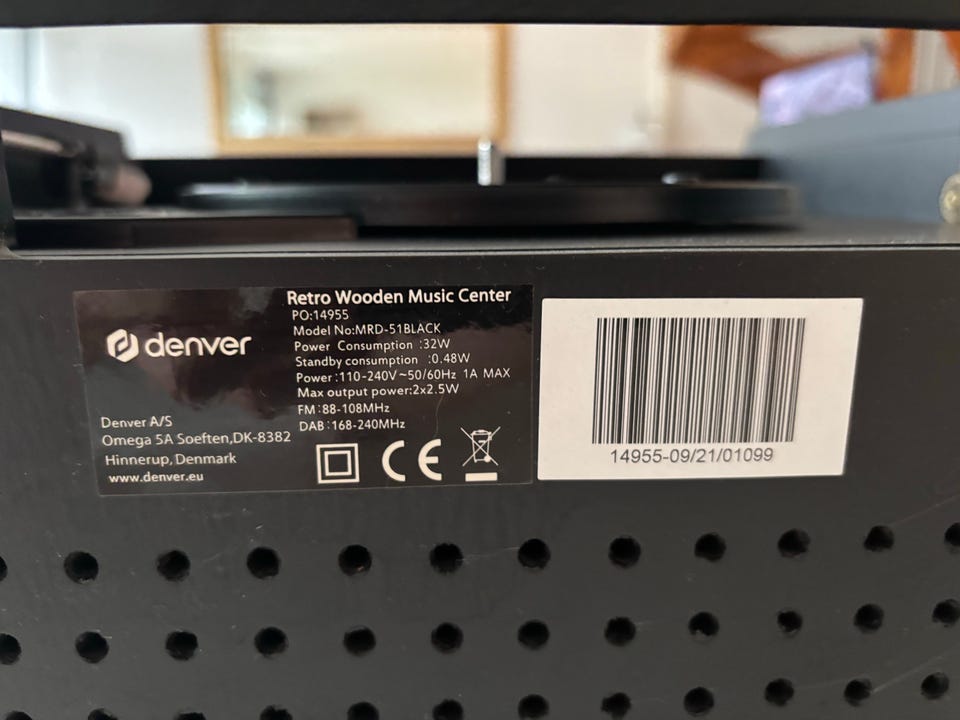 Retro Wooden Music Center
PO:14955
Model No:MRD-51BLACK
Power Consumption :32W
Standby consumption :0.48W
Power:110-240V~50/60Hz 1A MAX
Max output power:2x2.5W
FM:88-108MHz
DAB:168-240MHz
denver
Denver A/S
Omega 5A Soeften,DK-8382
Hinnerup, Denmark
www.denver.eu
CE
14955-09/21/01099